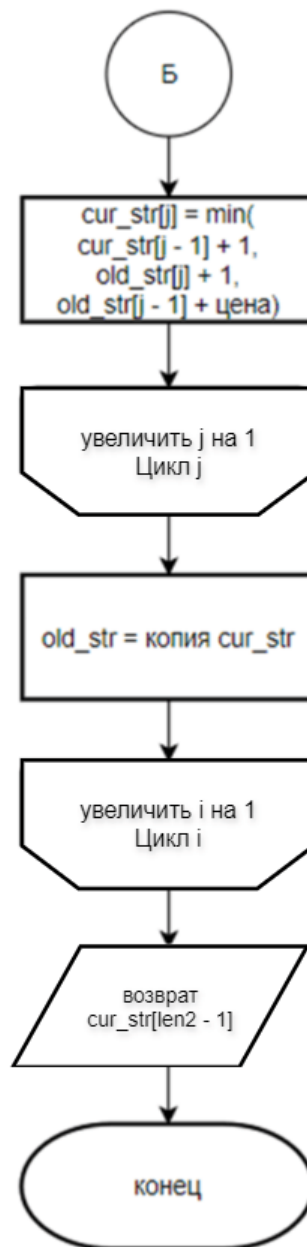 Б
cur_str[j] = min(
cur_str[j - 1] + 1,
old_str[j] + 1,
old_str[j - 1] + цена)
увеличить j на 1
Цикл j
old_str = копия cur_str
увеличить i на 1
Цикл i
возврат
cur_str[len2 - 1]
конец